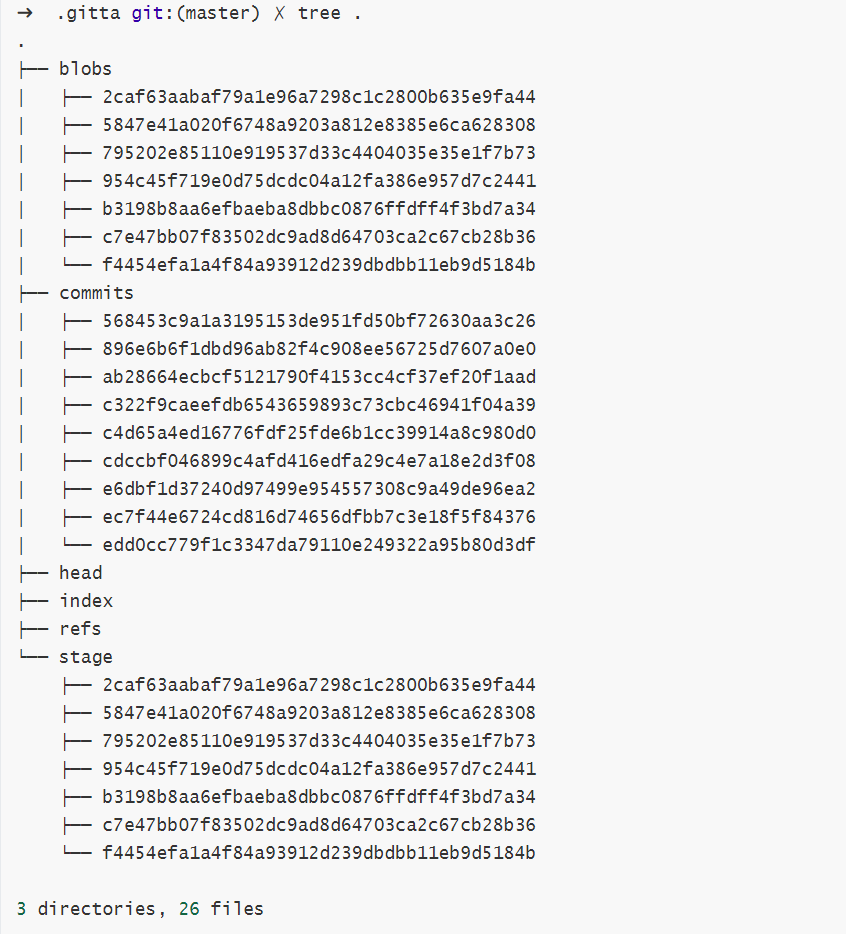 →  .gitta git:(master) ✗ tree .
.
├── blobs
│   ├── 2caf63aabaf79a1e96a7298c1c2800b635e9fa44
│   ├── 5847e41a020f6748a9203a812e8385e6ca628308
│   ├── 795202e85110e919537d33c4404035e35e1f7b73
│   ├── 954c45f719e0d75dcdc04a12fa386e957d7c2441
│   ├── b3198b8aa6efbaeba8dbbc0876ffdff4f3bd7a34
│   ├── c7e47bb07f83502dc9ad8d64703ca2c67cb28b36
│   └── f4454efa1a4f84a93912d239dbdbb11eb9d5184b
├── commits
│   ├── 568453c9a1a3195153de951fd50bf72630aa3c26
│   ├── 896e6b6f1dbd96ab82f4c908ee56725d7607a0e0
│   ├── ab28664ecbcf5121790f4153cc4cf37ef20f1aad
│   ├── c322f9caeefdb6543659893c73cbc46941f04a39
│   ├── c4d65a4ed16776fdf25fde6b1cc39914a8c980d0
│   ├── cdccbf046899c4afd416edfa29c4e7a18e2d3f08
│   ├── e6dbf1d37240d97499e954557308c9a49de96ea2
│   ├── ec7f44e6724cd816d74656dfbb7c3e18f5f84376
│   └── edd0cc779f1c3347da79110e249322a95b80d3df
├── head
├── index
├── refs
└── stage
    ├── 2caf63aabaf79a1e96a7298c1c2800b635e9fa44
    ├── 5847e41a020f6748a9203a812e8385e6ca628308
    ├── 795202e85110e919537d33c4404035e35e1f7b73
    ├── 954c45f719e0d75dcdc04a12fa386e957d7c2441
    ├── b3198b8aa6efbaeba8dbbc0876ffdff4f3bd7a34
    ├── c7e47bb07f83502dc9ad8d64703ca2c67cb28b36
    └── f4454efa1a4f84a93912d239dbdbb11eb9d5184b

3 directories, 26 files